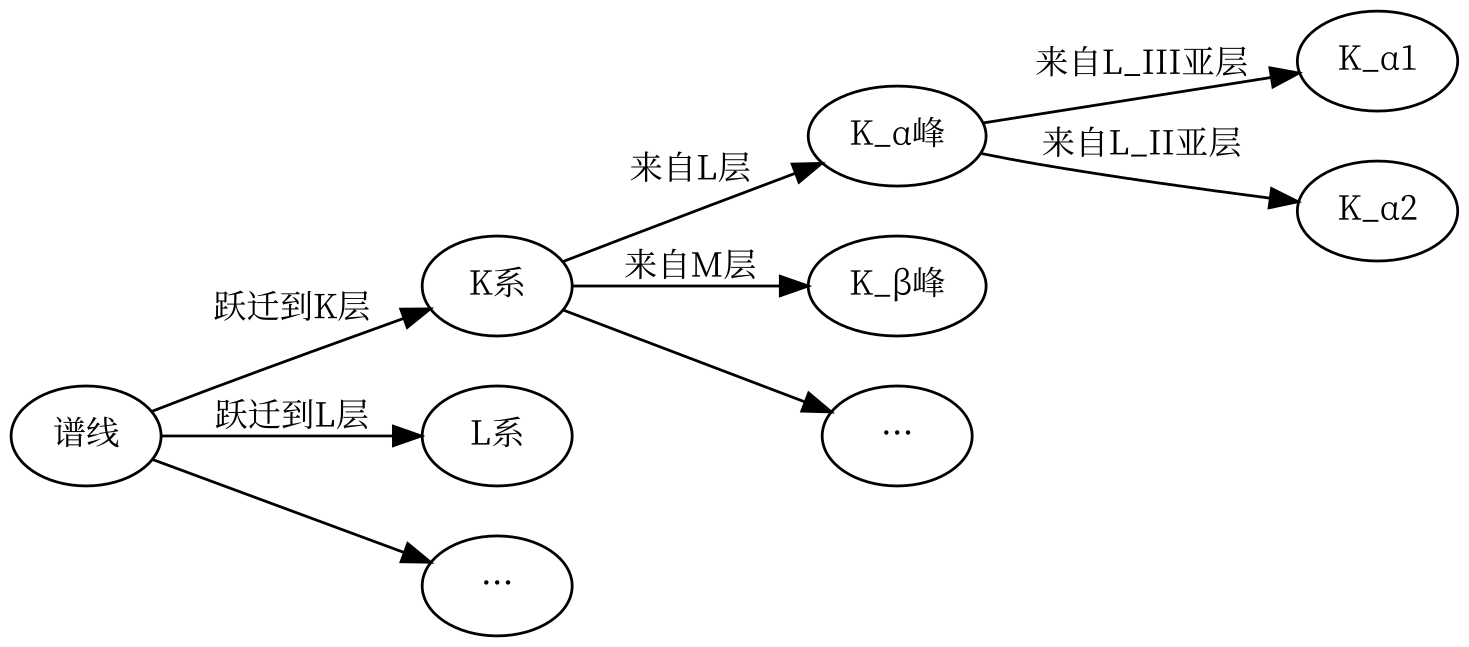 谱线
跃迁到K层
K系
跃迁到L层
L系
...
来自L层
K_α峰
来自M层
K_β峰
...
来自L_III亚层
K_α1
来自L_II亚层
K_α2